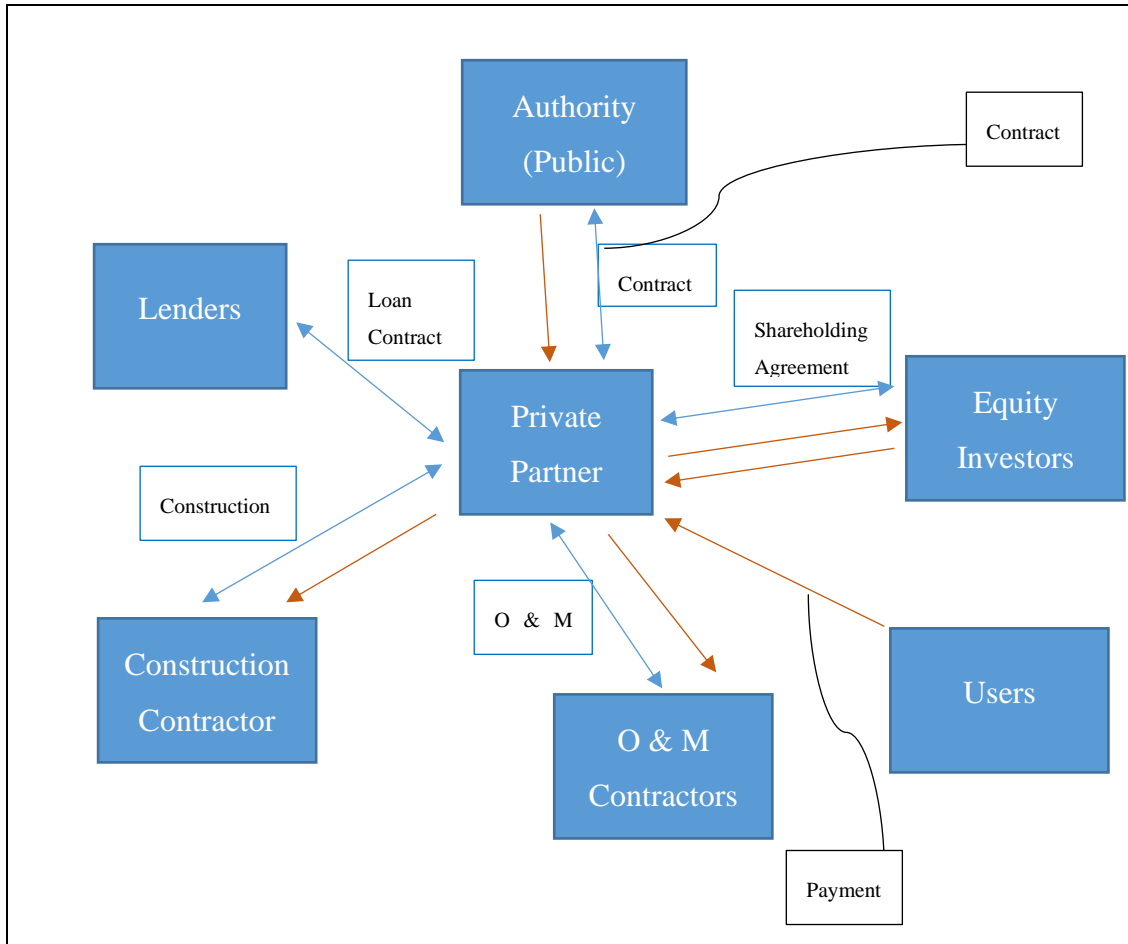 Authority
(Public)
Contract
Lenders
Loan
Contract
Contract
Shareholding
Agreement
Private
Partner
Equity
Investors
Construction
O & M
Construction
Contractor
O & M
Contractors
Users
Payment